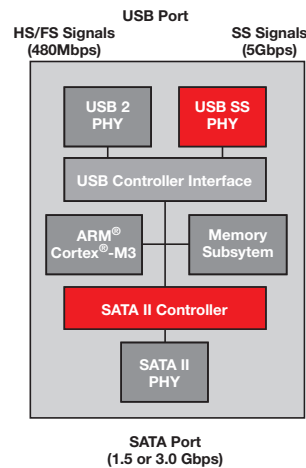 USB Port
HS/FS Signals
(480Mbps)
SS Signals
(5Gbps)
USB 2
PHY
USB SS
PHY
USB Controller Interface
ARM®
Cortex®-M3
Memory
Subsytem
SATA II Controller
SATA II
PHY
SATA Port
(1.5 or 3.0 Gbps)